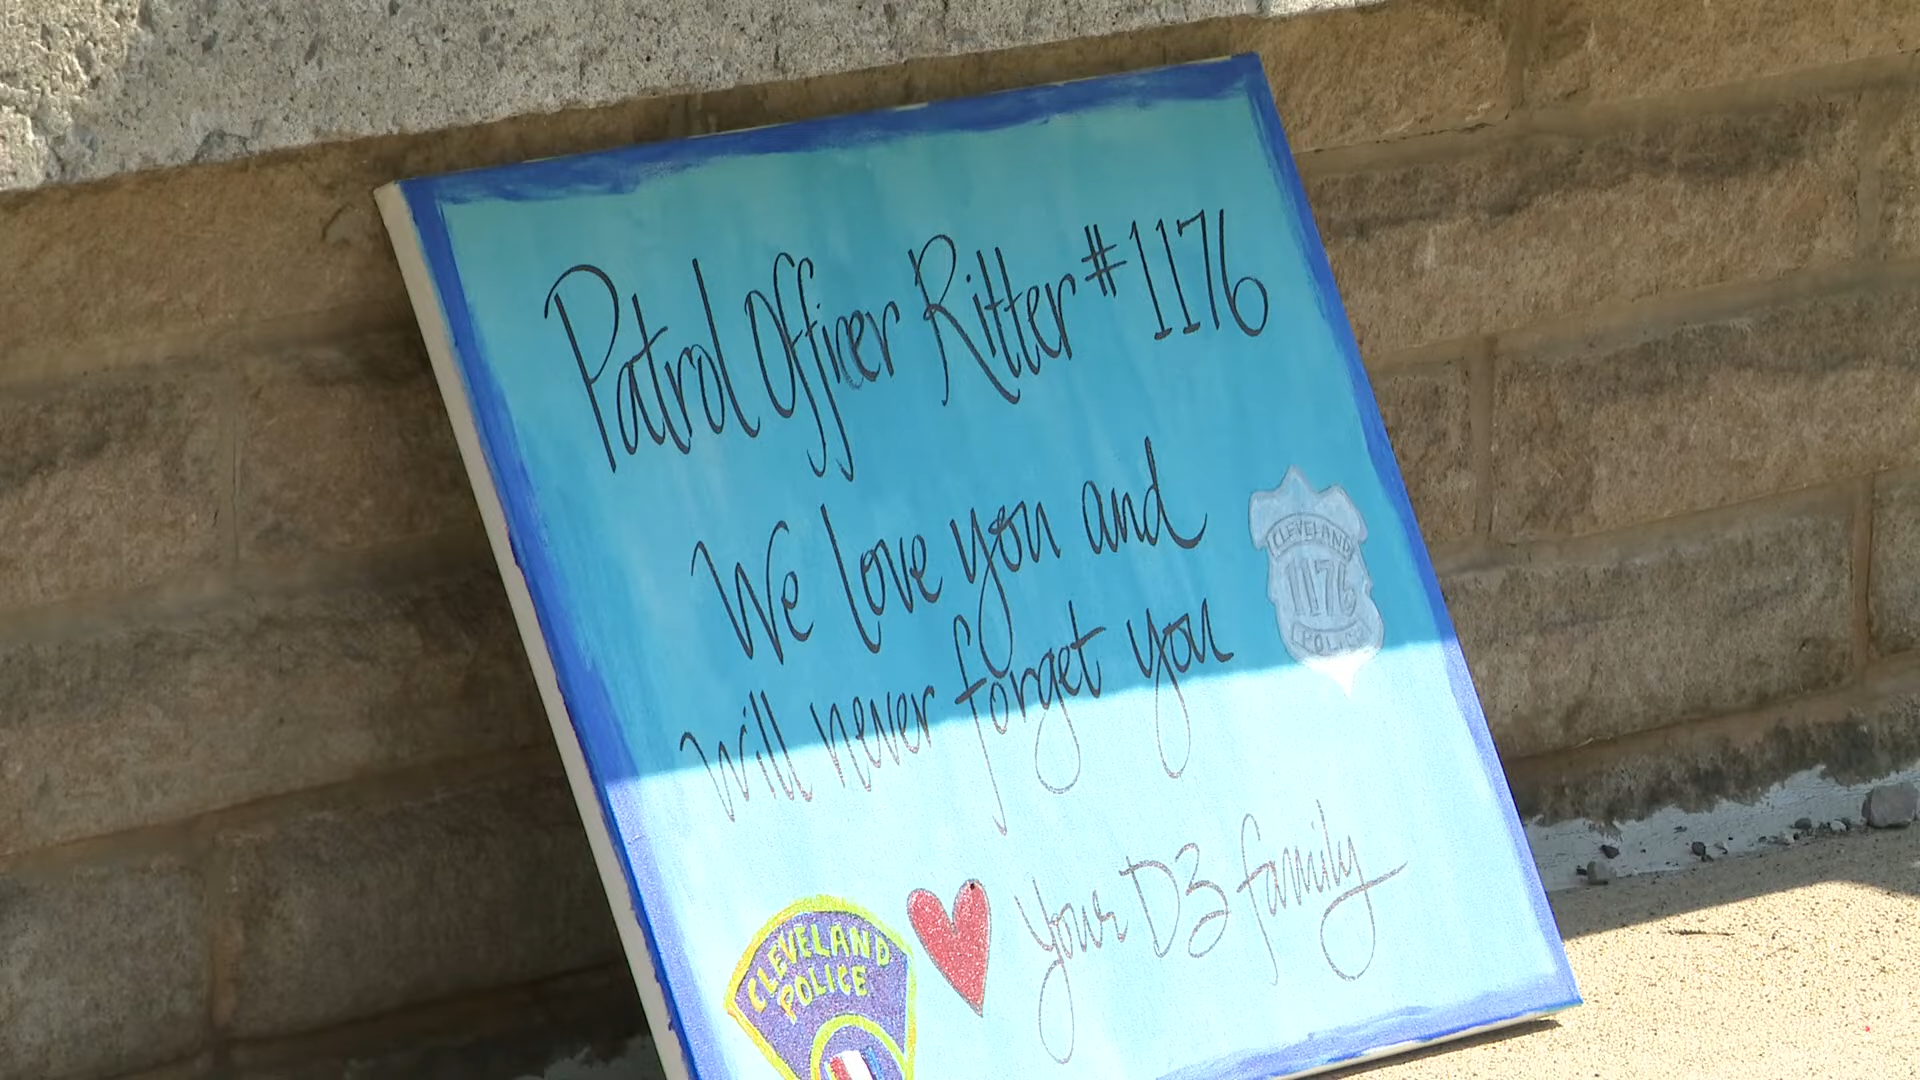 Patrol Officer Ritter #1176
We love you and
will never forget you
CLEVELAND
1176
POLICE
Your D3 family
CLEVELAND
POLICE